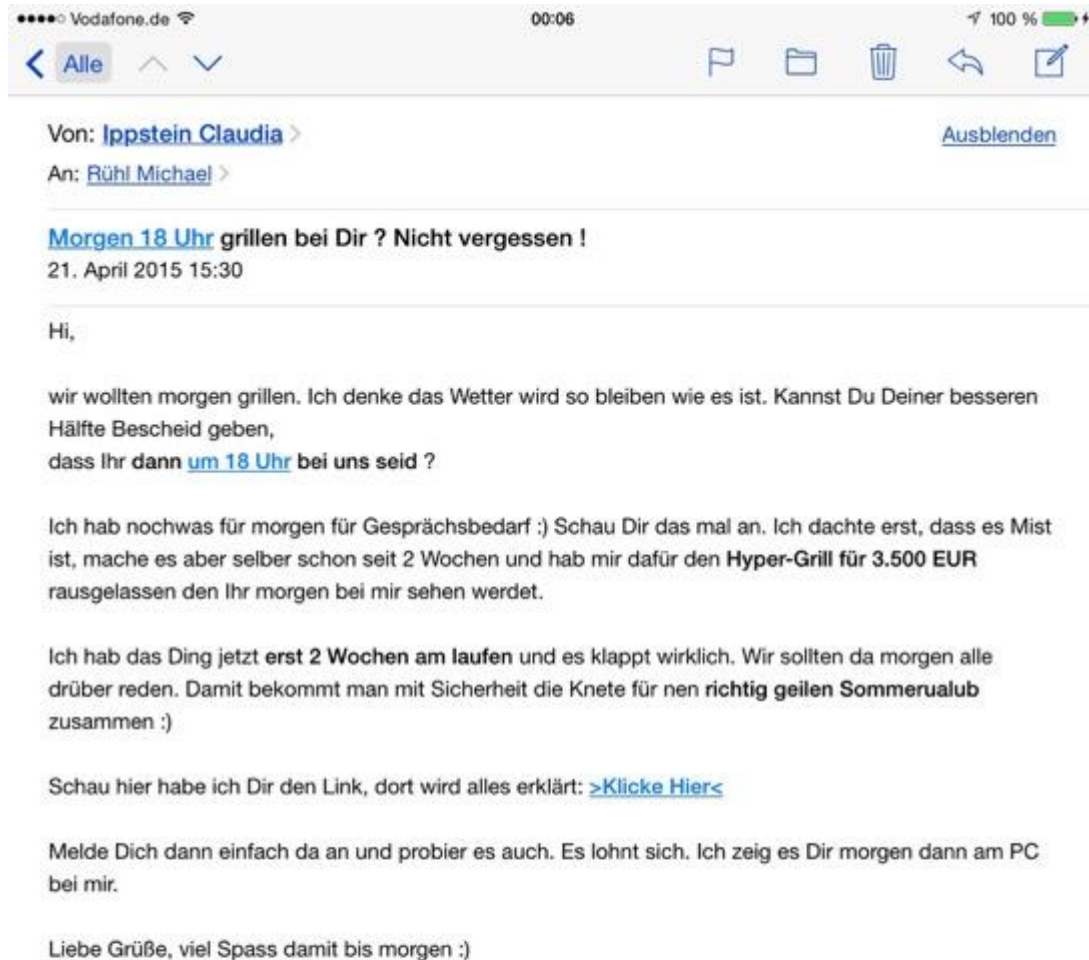 Vodafone.de 00:06 100 %
Alle
Von: Ippstein Claudia Ausblenden
An: Rühl Michael
Morgen 18 Uhr grillen bei Dir ? Nicht vergessen !
21. April 2015 15:30
Hi,
wir wollten morgen grillen. Ich denke das Wetter wird so bleiben wie es ist. Kannst Du Deiner besseren
Hälfte Bescheid geben,
dass Ihr dann um 18 Uhr bei uns seid ?
Ich hab nochwas für morgen für Gesprächsbedarf :) Schau Dir das mal an. Ich dachte erst, dass es Mist
ist, mache es aber selber schon seit 2 Wochen und hab mir dafür den Hyper-Grill für 3.500 EUR
rausgelassen den Ihr morgen bei mir sehen werdet.
Ich hab das Ding jetzt erst 2 Wochen am laufen und es klappt wirklich. Wir sollten da morgen alle
drüber reden. Damit bekommt man mit Sicherheit die Knete für nen richtig geilen Sommerualub
zusammen :)
Schau hier habe ich Dir den Link, dort wird alles erklärt: >Klicke Hier<
Melde Dich dann einfach da an und probier es auch. Es lohnt sich. Ich zeig es Dir morgen dann am PC
bei mir.
Liebe Grüße, viel Spass damit bis morgen :)